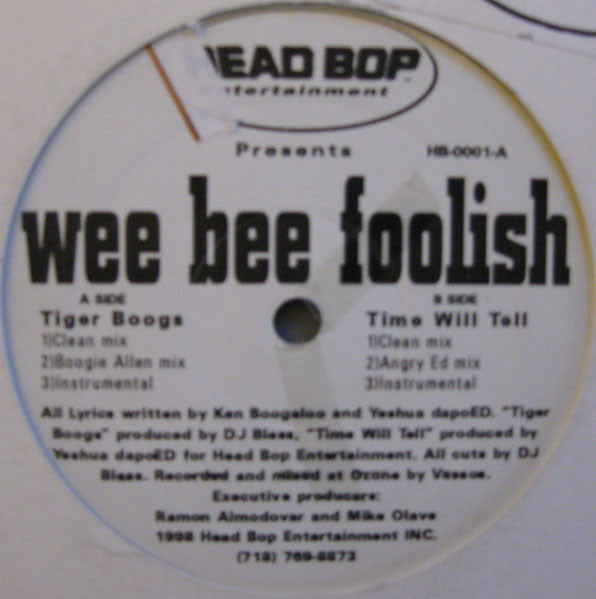 HEAD BOP
Entertainment
Presents HB-0001-A
wee bee foolish
A SIDE
Tiger Boogs
1)Clean mix
2)Boogie Allen mix
3)Instrumental
B SIDE
Time Will Tell
1)Clean mix
2)Angry Ed mix
3)Instrumental
All Lyrics written by Ken Boogaloo and Yeshua dapoED. "Tiger
Boogs" produced by DJ Bless, "Time Will Tell" produced by
Yeshua dapoED for Head Bop Entertainment. All cuts by DJ
Bless. Recorded and mixed at Ozone by Vassos.
Executive producers:
Ramon Almodovar and Mike Olave
1998 Head Bop Entertainment INC.
(718) 769-8873